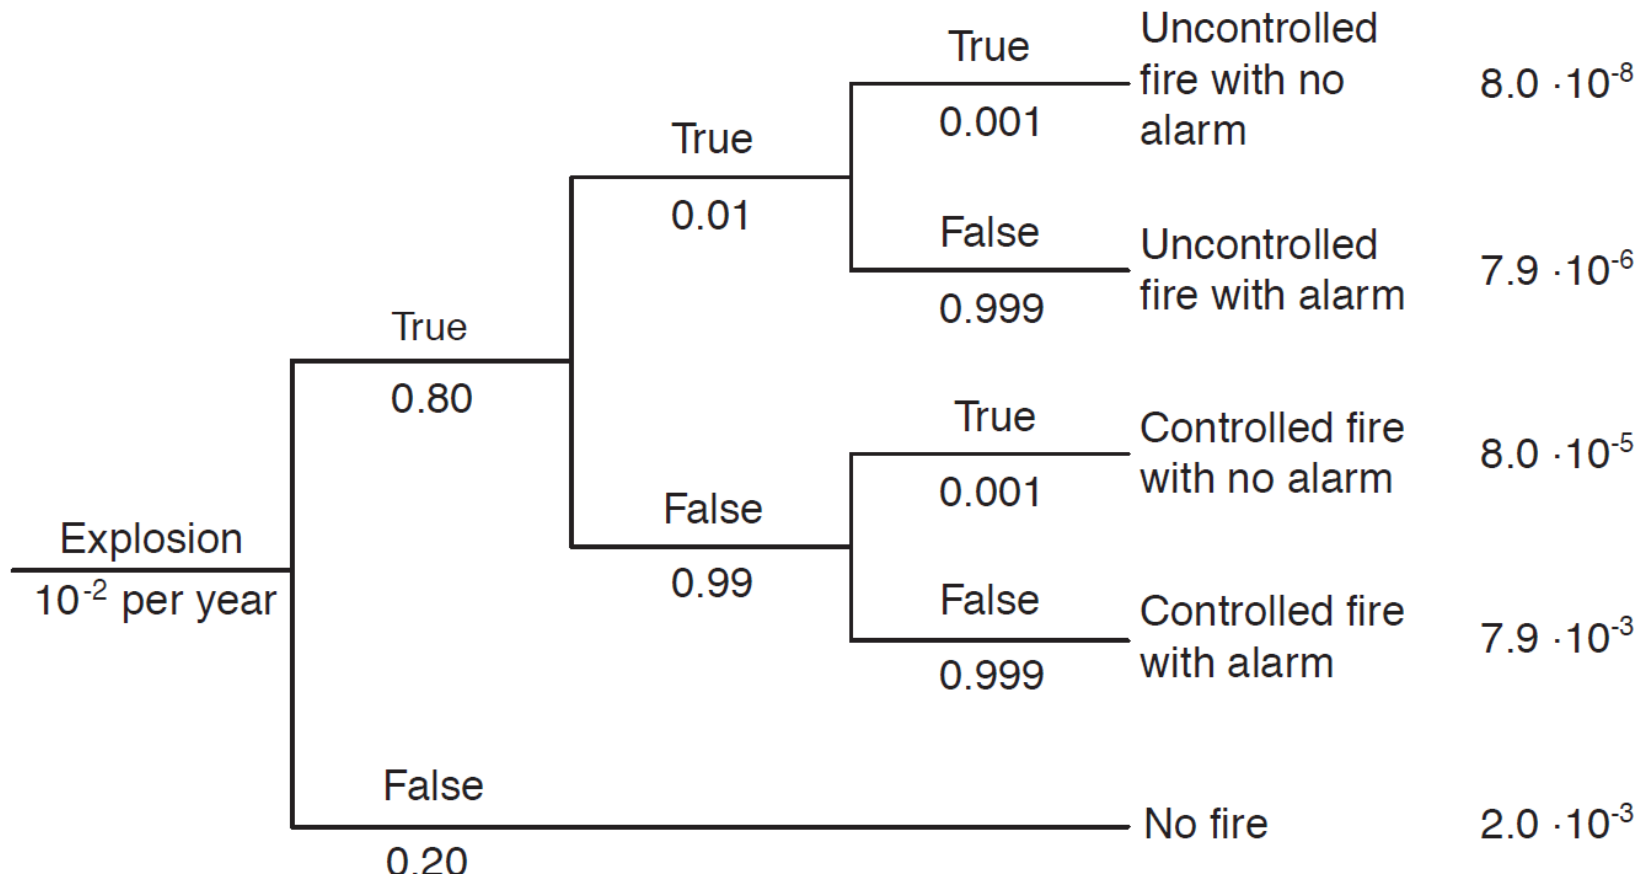 True
0.001
Uncontrolled
fire with no
alarm
8.0 ·10⁻⁸
True
0.01
False
0.999
Uncontrolled
fire with alarm
7.9 ·10⁻⁶
True
0.80
True
0.001
Controlled fire
with no alarm
8.0 ·10⁻⁵
False
0.99
Explosion
10⁻² per year
False
0.999
Controlled fire
with alarm
7.9 ·10⁻³
False
0.20
No fire
2.0 ·10⁻³